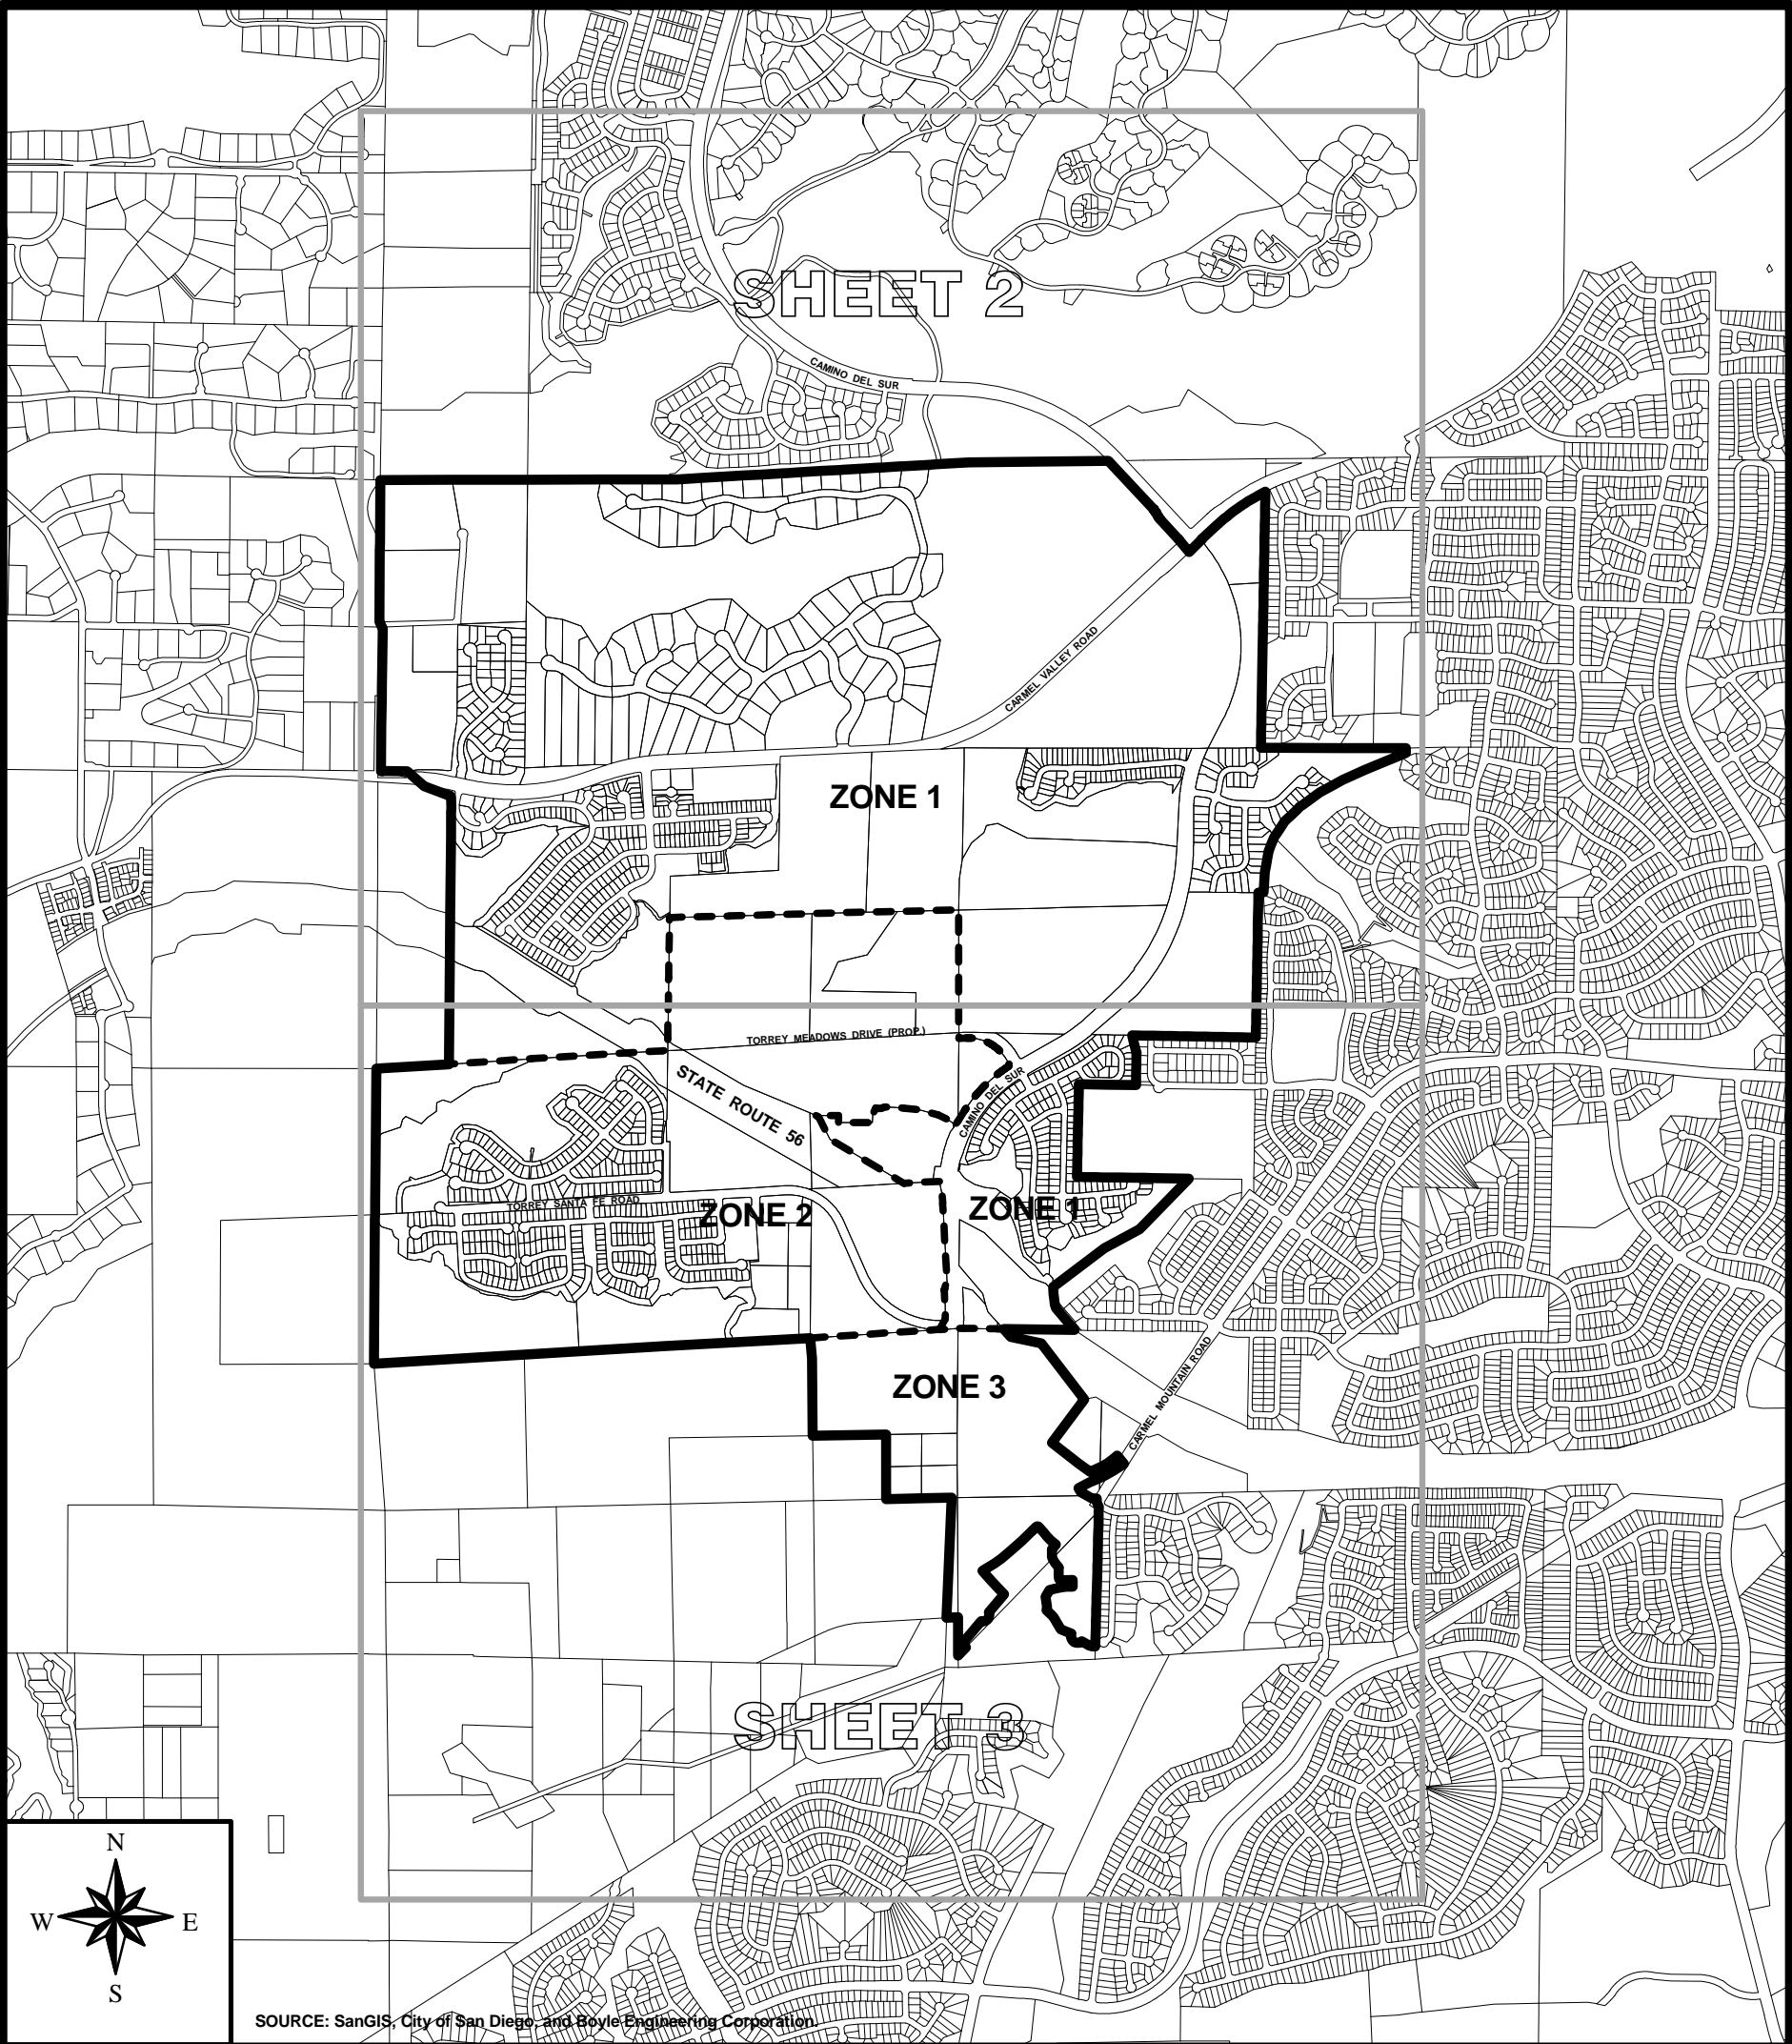 SHEET 2
CAMINO DEL SUR
CARMEL VALLEY ROAD
ZONE 1
TORREY MEADOWS DRIVE (PROP.)
STATE ROUTE 56
CAMINO DEL SUR
TORREY SANTA FE ROAD
ZONE 2
ZONE 1
CARMEL MOUNTAIN ROAD
ZONE 3
SHEET 3
N
W E
S
SOURCE: SanGIS, City of San Diego, and Boyle Engineering Corporation.